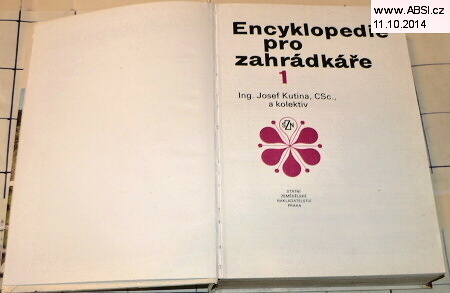 © www.ABSI.cz
11.10.2014
Encyklopedie
pro
zahrádkáře
1
Ing. Josef Kutina, CSc.,
a kolektiv
SZN
STÁTNÍ
ZEMĚDĚLSKÉ
NAKLADATELSTVÍ
PRAHA